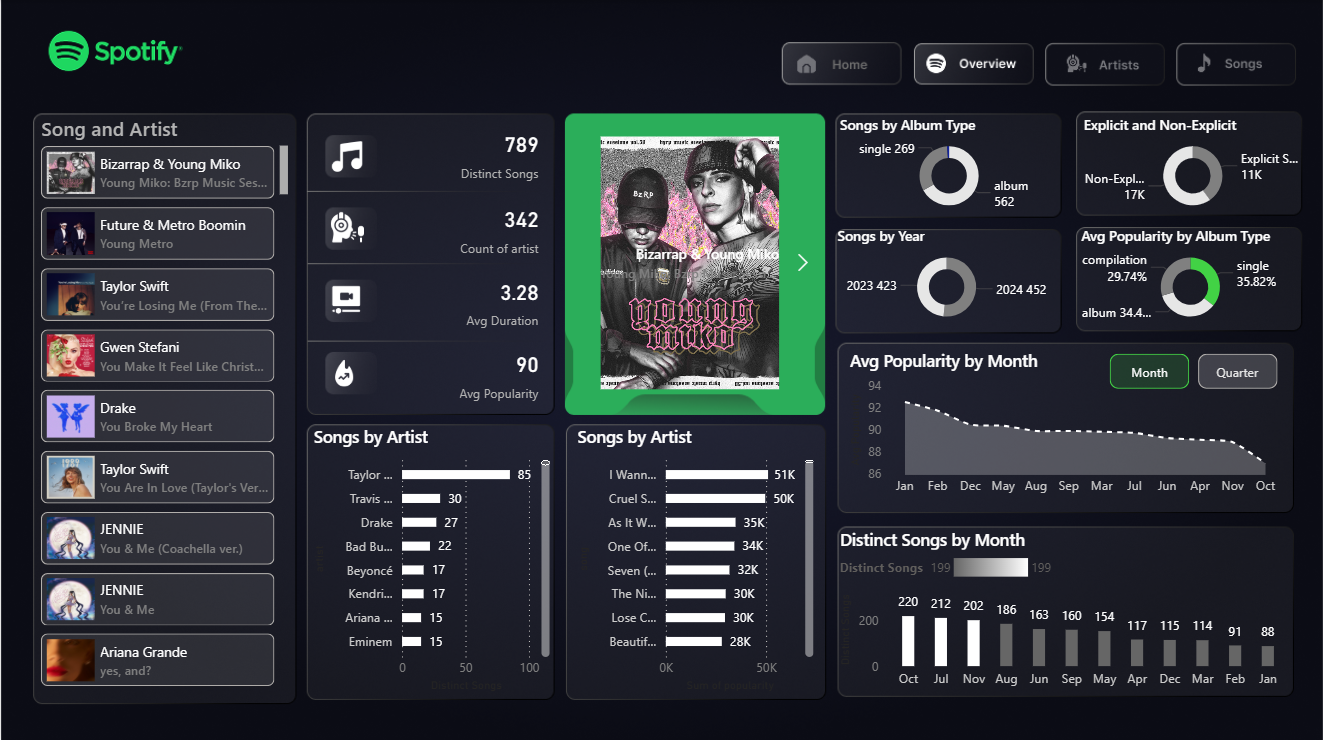 Spotify
Home
Overview
Artists
Songs
Song and Artist
Bizarrap & Young Miko
Young Miko: Bzrp Music Ses...
Future & Metro Boomin
Young Metro
Taylor Swift
You're Losing Me (From The...
Gwen Stefani
You Make It Feel Like Christ...
Drake
You Broke My Heart
Taylor Swift
You Are In Love (Taylor's Ver...
JENNIE
You & Me (Coachella ver.)
JENNIE
You & Me
Ariana Grande
yes, and?
789
Distinct Songs
342
Count of artist
3.28
Avg Duration
90
Avg Popularity
BZRP
Bizarrap & Young Miko
Young Miko: Bzrp
young
miko
Songs by Album Type
single 269
album
562
Explicit and Non-Explicit
Explicit S...
11K
Non-Expl...
17K
Songs by Year
2023 423
2024 452
Avg Popularity by Album Type
compilation
29.74%
single
35.82%
album 34.4...
Avg Popularity by Month
Month
Quarter
94
92
90
88
86
Jan Feb Dec May Aug Sep Mar Jul Jun Apr Nov Oct
Songs by Artist
Taylor ... 85
Travis ... 30
Drake 27
Bad Bu... 22
Beyoncé 17
Kendri... 17
Ariana ... 15
Eminem 15
0 50 100
Distinct Songs
Songs by Artist
I Wann... 51K
Cruel S... 50K
As It W... 35K
One Of... 34K
Seven (... 32K
The Ni... 30K
Lose C... 30K
Beautif... 28K
0K 50K
Sum of popularity
Distinct Songs by Month
Distinct Songs 199 199
220 212 202 186 163 160 154 117 115 114 91 88
200
0
Oct Jul Nov Aug Jun Sep May Apr Dec Mar Feb Jan